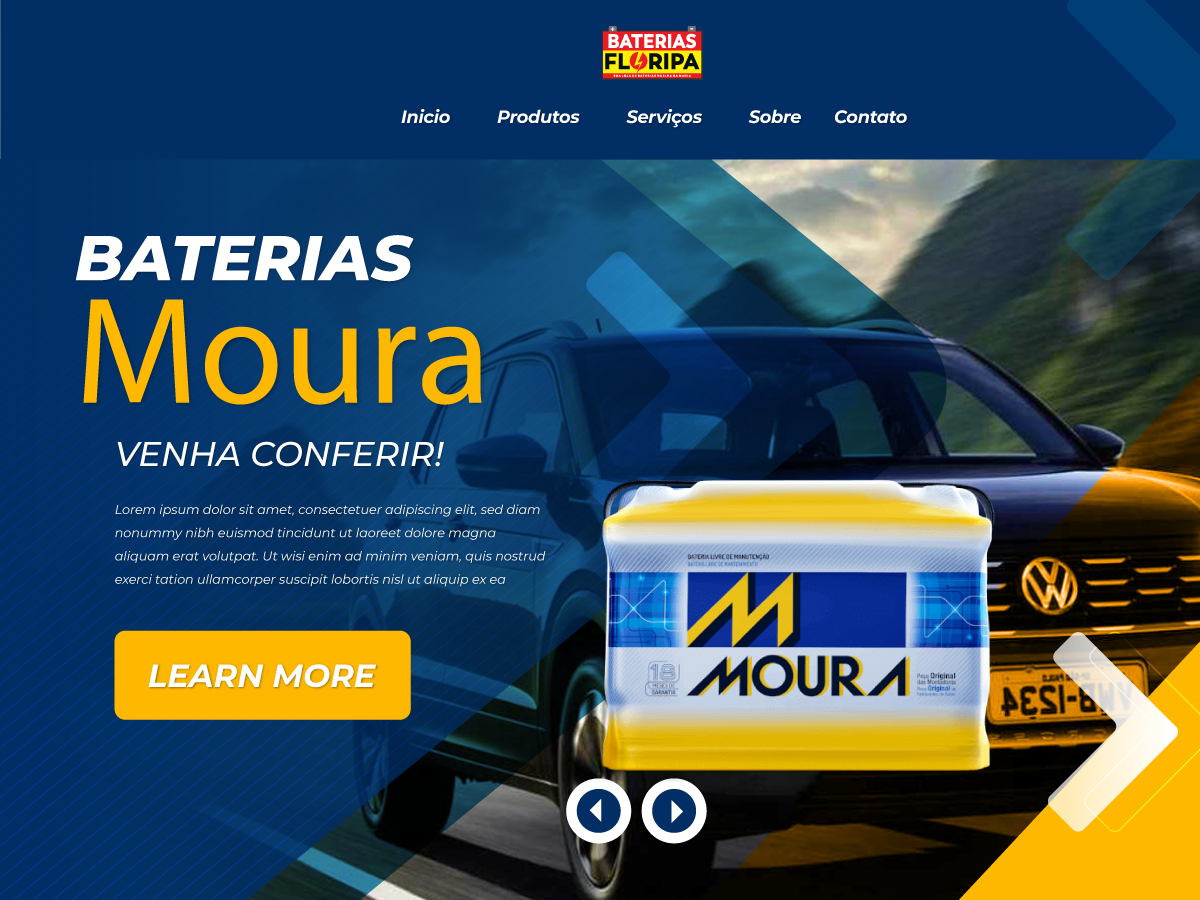 BATERIAS
FLORIPA
Inicio Produtos Serviços Sobre Contato
BATERIAS
Moura
VENHA CONFERIR!
Lorem ipsum dolor sit amet, consectetuer adipiscing elit, sed diam
nonummy nibh euismod tincidunt ut laoreet dolore magna
aliquam erat volutpat. Ut wisi enim ad minim veniam, quis nostrud
exerci tation ullamcorper suscipit lobortis nisl ut aliquip ex ea
LEARN MORE
BATERIA LIVRE DE MANUTENÇÃO
MOURA
18
MESES DE
GARANTIA
Peça Original
das Montadoras
Peça Original
1234